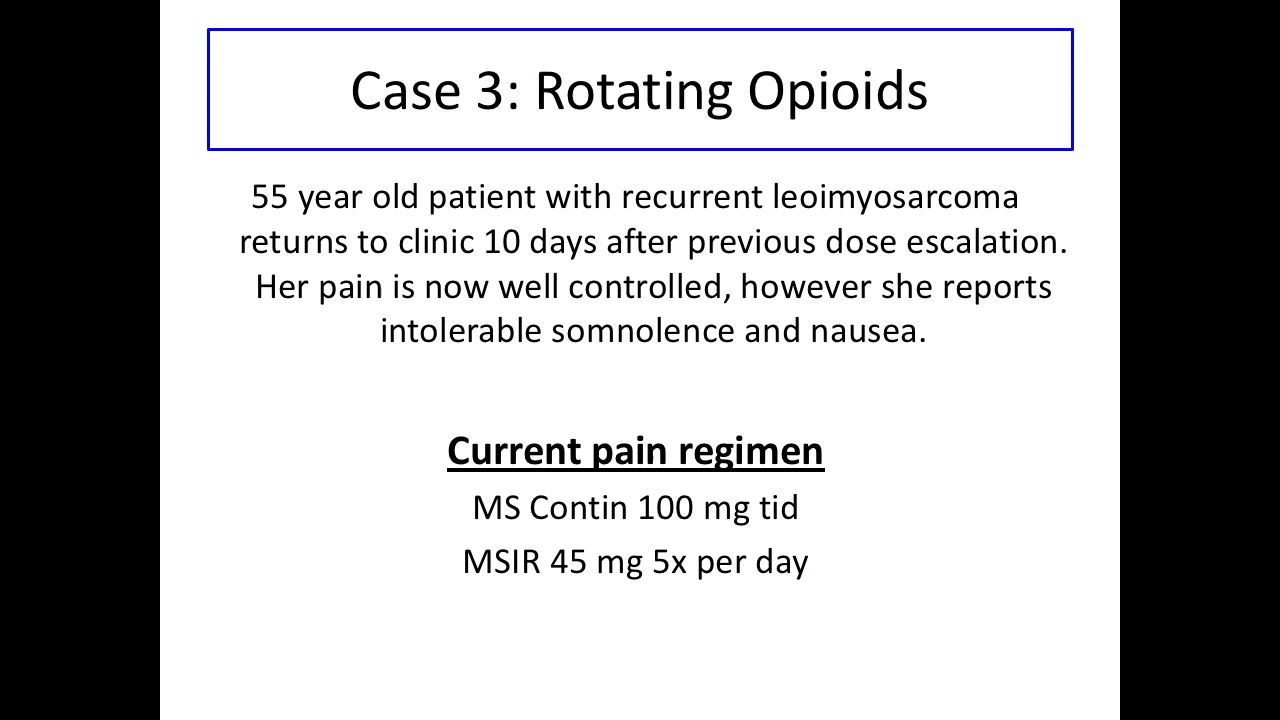 Case 3: Rotating Opioids
55 year old patient with recurrent leoimyosarcoma
returns to clinic 10 days after previous dose escalation.
Her pain is now well controlled, however she reports
intolerable somnolence and nausea.
Current pain regimen
MS Contin 100 mg tid
MSIR 45 mg 5x per day